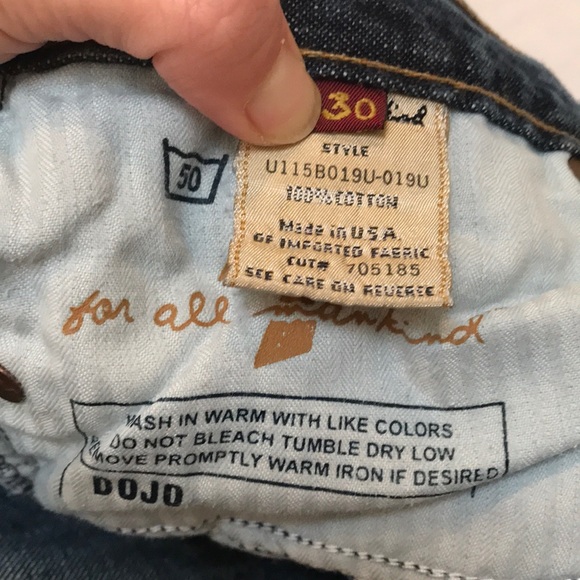 30
kind
STYLE
U115B019U-019U
100% COTTON
Made in U.S.A.
OF IMPORTED FABRIC
CUT# 705185
SEE CARE ON REVERSE
50
for all mankind
WASH IN WARM WITH LIKE COLORS
DO NOT BLEACH TUMBLE DRY LOW
MOVE PROMPTLY WARM IRON IF DESIRED
DOJO